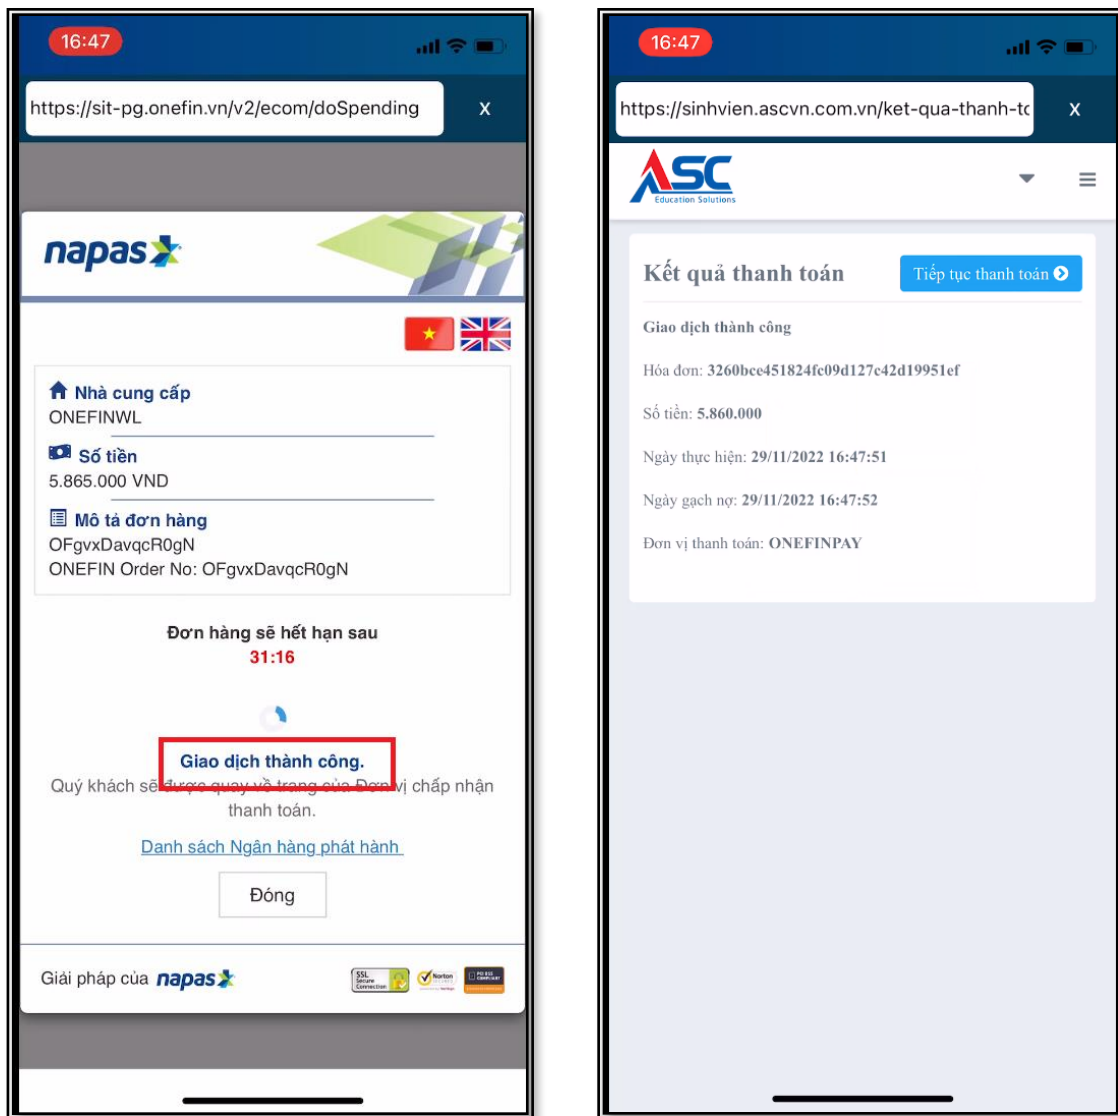 16:47
https://sit-pg.onefin.vn/v2/ecom/doSpending
X
napas
Nhà cung cấp
ONEFINWL
Số tiền
5.865.000 VND
Mô tả đơn hàng
OFgvxDavqcR0gN
ONEFIN Order No: OFgvxDavqcR0gN
Đơn hàng sẽ hết hạn sau
31:16
Giao dịch thành công.
Quý khách sẽ được quay về trang của Đơn vị chấp nhận
thanh toán.
Danh sách Ngân hàng phát hành
Đóng
Giải pháp của napas
SSL
Secure
Connection
Norton
16:47
https://sinhvien.ascvn.com.vn/ket-qua-thanh-to
X
ASC
Education Solutions
Kết quả thanh toán
Tiếp tục thanh toán
Giao dịch thành công
Hóa đơn: 3260bce451824fc09d127c42d19951ef
Số tiền: 5.860.000
Ngày thực hiện: 29/11/2022 16:47:51
Ngày gạch nợ: 29/11/2022 16:47:52
Đơn vị thanh toán: ONEFINPAY